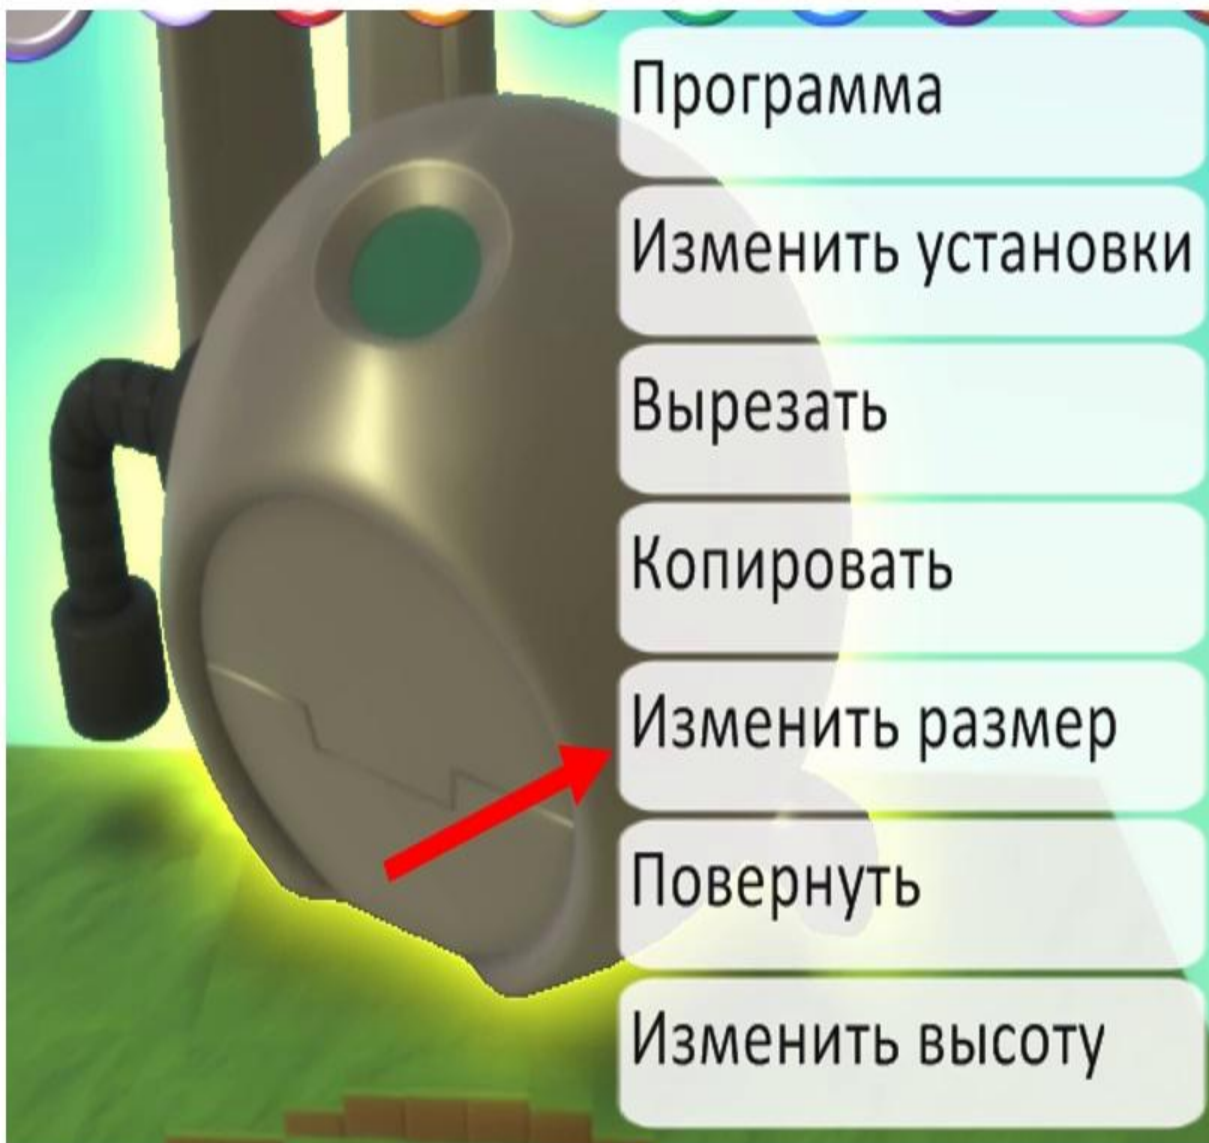 Программа
Изменить установки
Вырезать
Копировать
Изменить размер
Повернуть
Изменить высоту